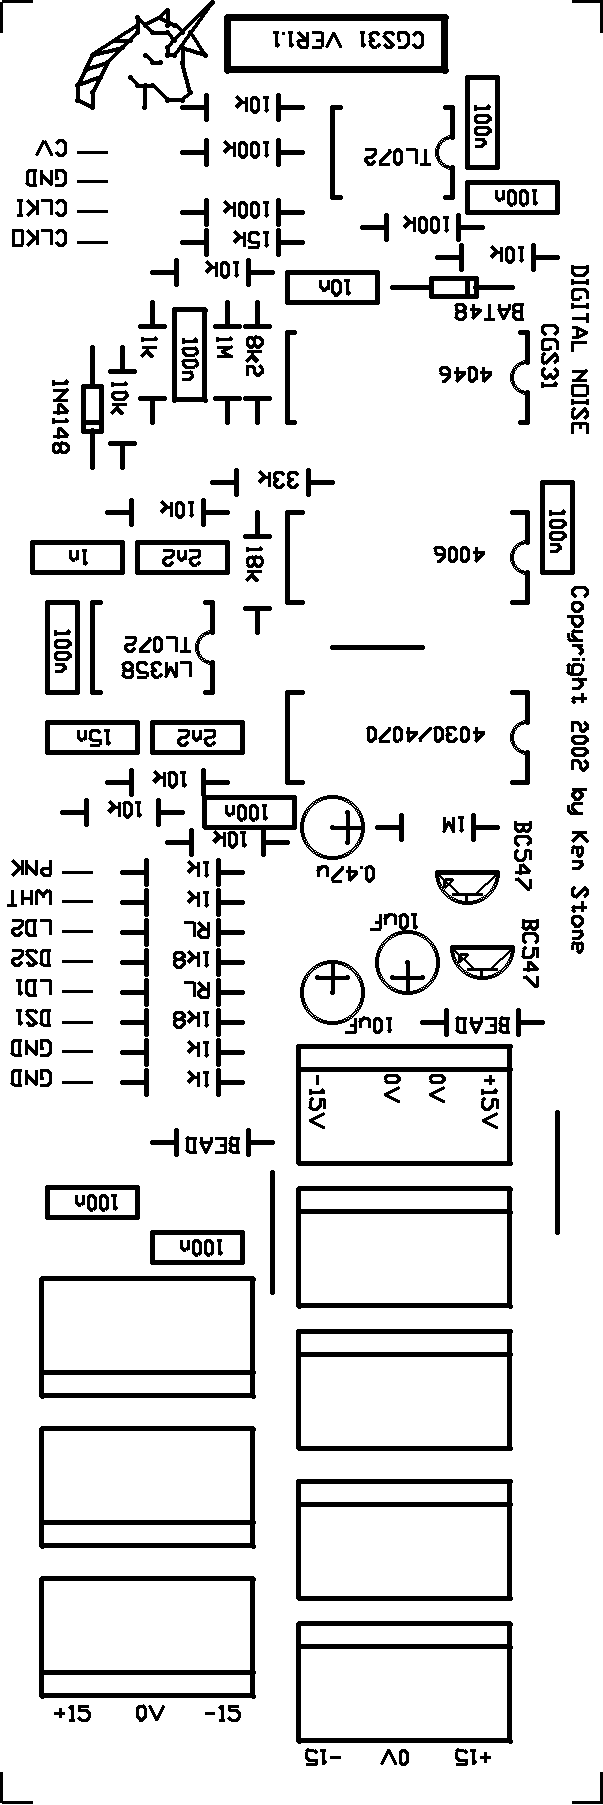 CGS31 VER1.1
10k
100n
CV
100k
TL072
GND
100n
CLKI
100k
100k
CLKO
15k
10k
10k
10n
BAT48
DIGITAL NOISE
CGS31
1k
100n
1M
8k2
4046
1N4148
10k
33k
10k
100n
1n
2n2
18k
4006
100n
LM358
TL072
Copyright 2002 by Ken Stone
15n
2n2
4030/4070
10k
10k
100n
10k
1M
BC547
0.47u
PNK
1k
WHT
1k
LD2
RL
10uF
BC547
DS2
1k8
LD1
RL
DS1
1k8
10uF
BEAD
GND
1k
GND
1k
-15V
0V
0V
+15V
BEAD
100n
100n
+15
0V
-15
-15
0V
+15